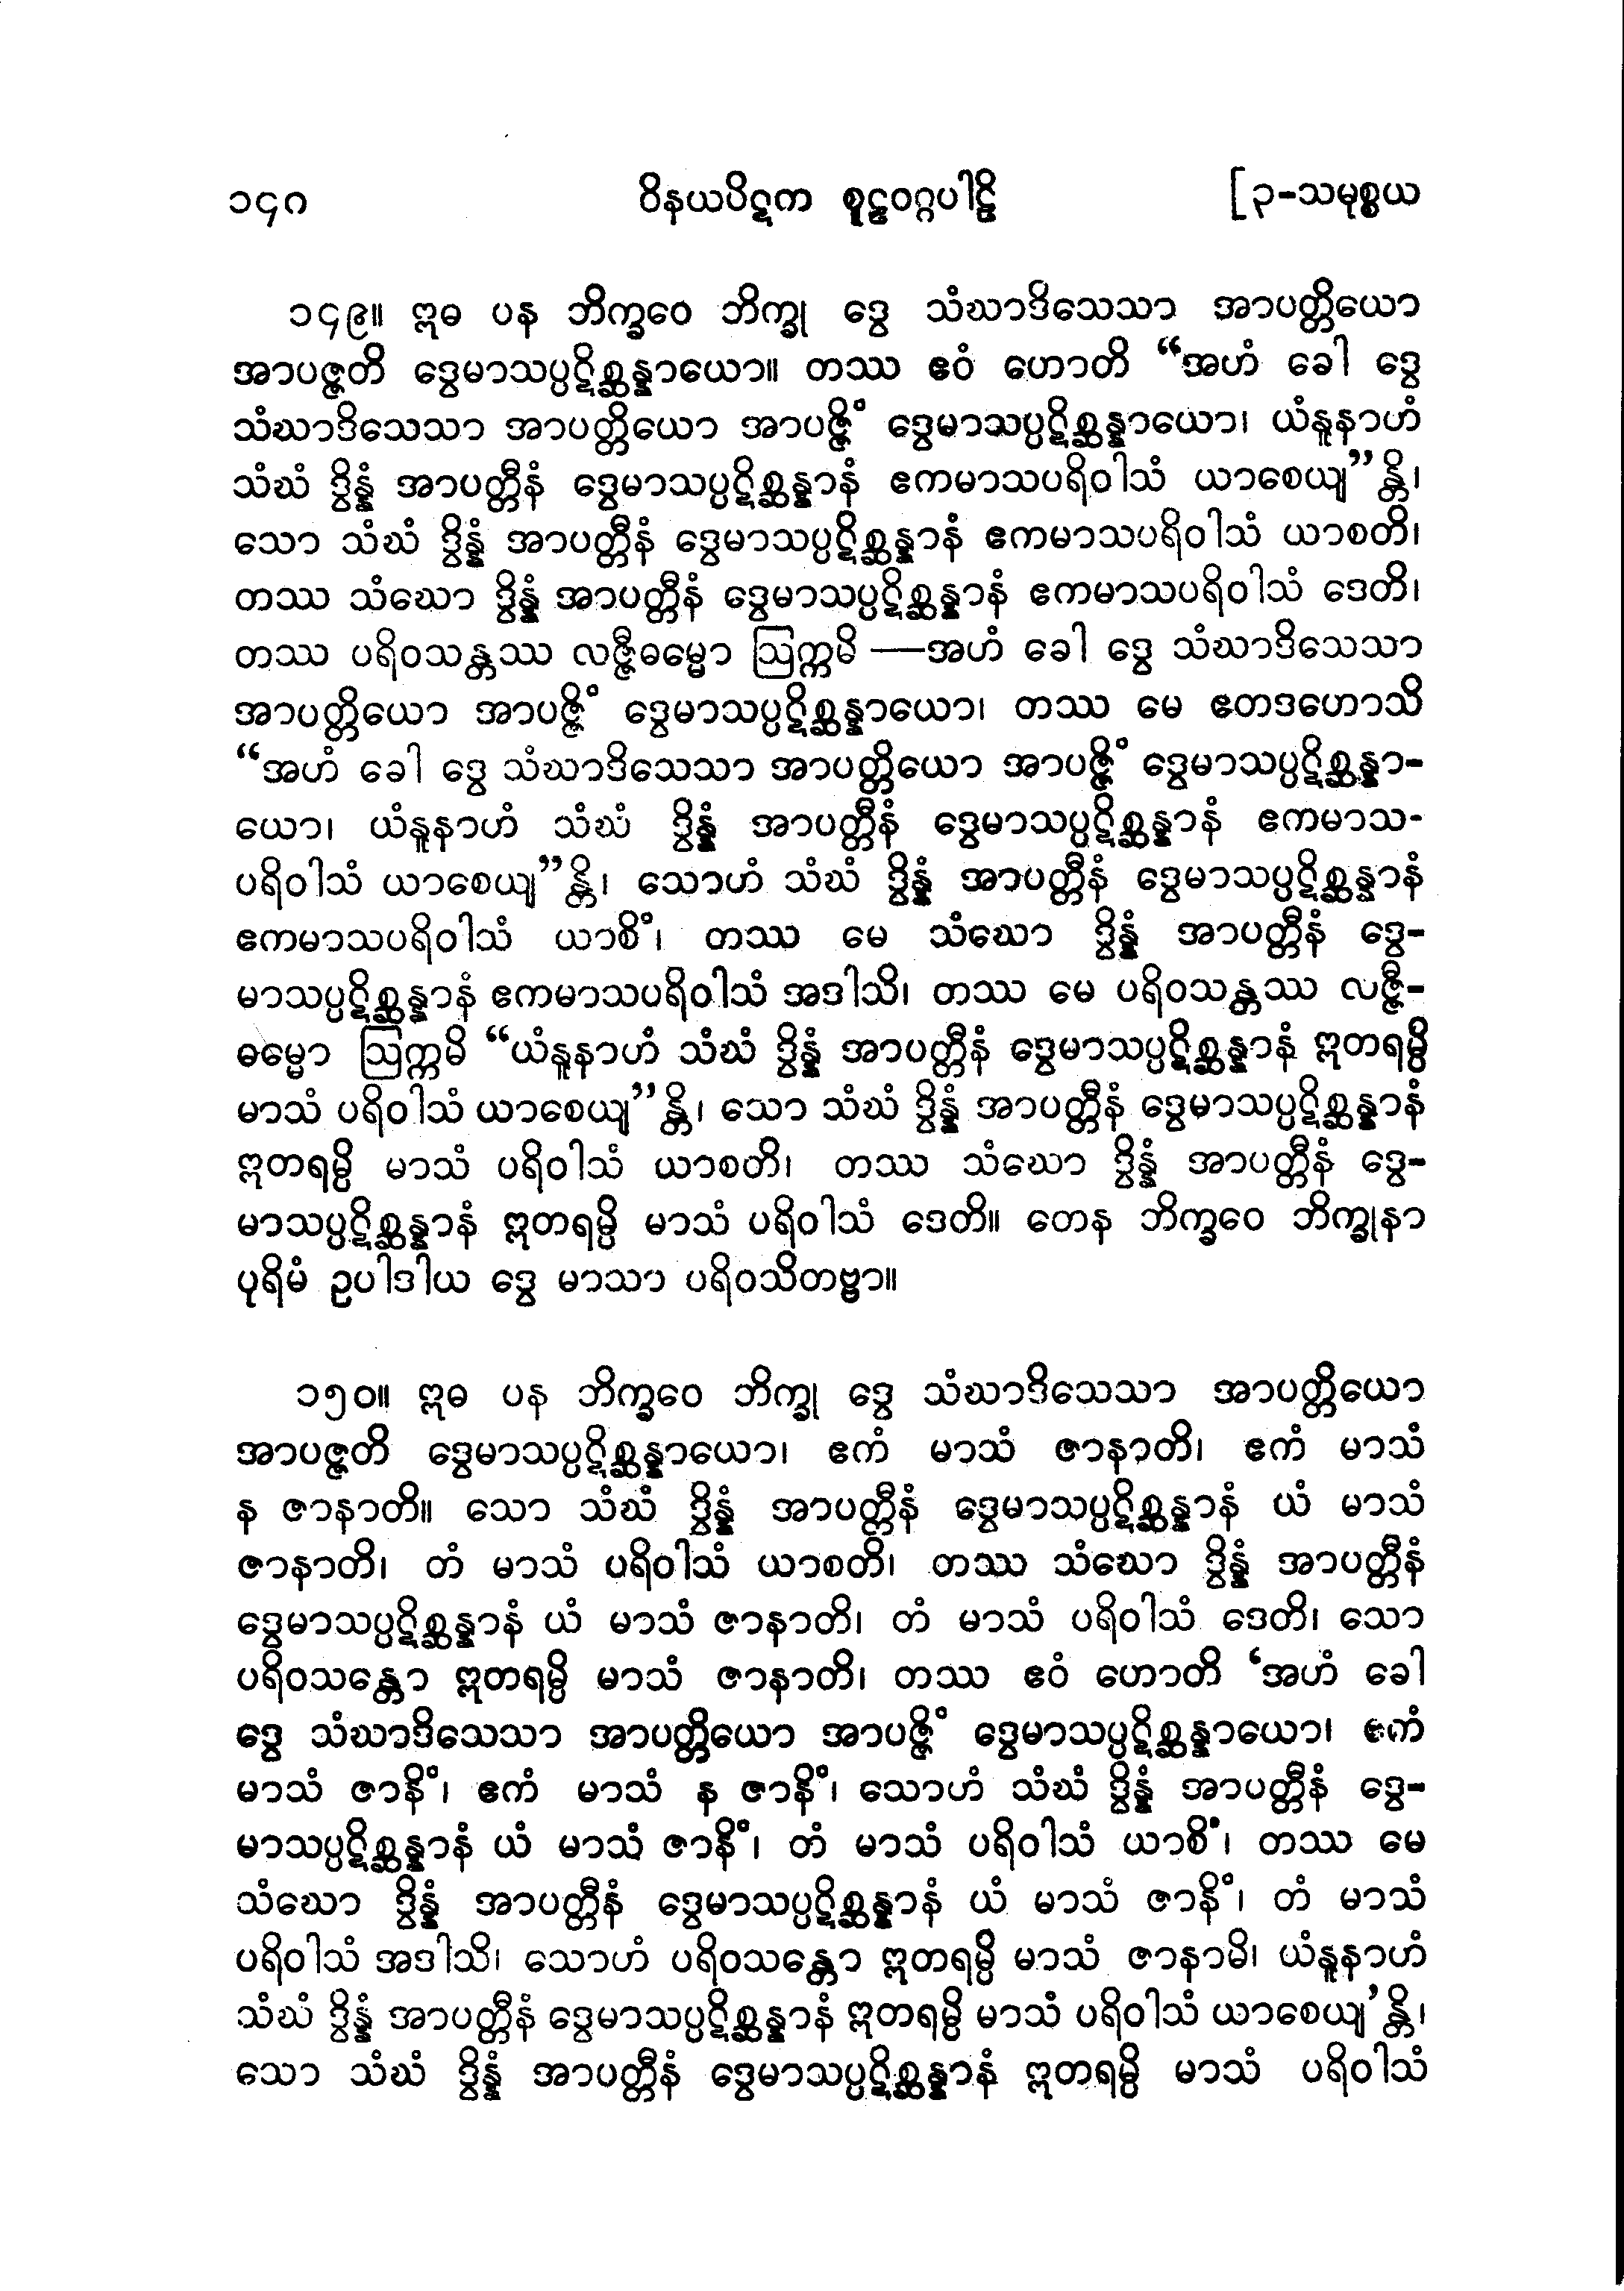 ၁၄၈ ဝိနယပိဋက စူဠဝဂ္ဂပါဠိ [၃-သမုစ္စယ
၁၄၉။ ဣဓ ပန ဘိက္ခဝေ ဘိက္ခု ဒွေ သံဃာဒိသေသာ အာပတ္တိယော
အာပဇ္ဇတိ ဒွေမာသပ္ပဋိစ္ဆန္နာယော။ တဿ ဧဝံ ဟောတိ “အဟံ ခေါ ဒွေ
သံဃာဒိသေသာ အာပတ္တိယော အာပဇ္ဇိံ ဒွေမာသပ္ပဋိစ္ဆန္နာယော၊ ယံနူနာဟံ
သံဃံ ဒွိန္နံ အာပတ္တီနံ ဒွေမာသပ္ပဋိစ္ဆန္နာနံ ဧကမာသပရိဝါသံ ယာစေယျ”န္တိ၊
သော သံဃံ ဒွိန္နံ အာပတ္တီနံ ဒွေမာသပ္ပဋိစ္ဆန္နာနံ ဧကမာသပရိဝါသံ ယာစတိ၊
တဿ သံဃော ဒွိန္နံ အာပတ္တီနံ ဒွေမာသပ္ပဋိစ္ဆန္နာနံ ဧကမာသပရိဝါသံ ဒေတိ၊
တဿ ပရိဝသန္တဿ လဇ္ဇီဓမ္မော ဩက္ကမိ —အဟံ ခေါ ဒွေ သံဃာဒိသေသာ
အာပတ္တိယော အာပဇ္ဇိံ ဒွေမာသပ္ပဋိစ္ဆန္နာယော၊ တဿ မေ ဧတဒဟောသိ
“အဟံ ခေါ ဒွေ သံဃာဒိသေသာ အာပတ္တိယော အာပဇ္ဇိံ ဒွေမာသပ္ပဋိစ္ဆန္နာ-
ယော၊ ယံနူနာဟံ သံဃံ ဒွိန္နံ အာပတ္တီနံ ဒွေမာသပ္ပဋိစ္ဆန္နာနံ ဧကမာသ-
ပရိဝါသံ ယာစေယျ”န္တိ၊ သောဟံ သံဃံ ဒွိန္နံ အာပတ္တီနံ ဒွေမာသပ္ပဋိစ္ဆန္နာနံ
ဧကမာသပရိဝါသံ ယာစိံ၊ တဿ မေ သံဃော ဒွိန္နံ အာပတ္တီနံ ဒွေ-
မာသပ္ပဋိစ္ဆန္နာနံ ဧကမာသပရိဝါသံ အဒါသိ၊ တဿ မေ ပရိဝသန္တဿ လဇ္ဇီ-
ဓမ္မော ဩက္ကမိ “ယံနူနာဟံ သံဃံ ဒွိန္နံ အာပတ္တီနံ ဒွေမာသပ္ပဋိစ္ဆန္နာနံ ဣတရမ္ပိ
မာသံ ပရိဝါသံ ယာစေယျ”န္တိ၊ သော သံဃံ ဒွိန္နံ အာပတ္တီနံ ဒွေမာသပ္ပဋိစ္ဆန္နာနံ
ဣတရမ္ပိ မာသံ ပရိဝါသံ ယာစတိ၊ တဿ သံဃော ဒွိန္နံ အာပတ္တီနံ ဒွေ-
မာသပ္ပဋိစ္ဆန္နာနံ ဣတရမ္ပိ မာသံ ပရိဝါသံ ဒေတိ။ တေန ဘိက္ခဝေ ဘိက္ခုနာ
ပုရိမံ ဥပါဒါယ ဒွေ မာသာ ပရိဝသိတဗ္ဗာ။
၁၅၀။ ဣဓ ပန ဘိက္ခဝေ ဘိက္ခု ဒွေ သံဃာဒိသေသာ အာပတ္တိယော
အာပဇ္ဇတိ ဒွေမာသပ္ပဋိစ္ဆန္နာယော၊ ဧကံ မာသံ ဇာနာတိ၊ ဧကံ မာသံ
န ဇာနာတိ။ သော သံဃံ ဒွိန္နံ အာပတ္တီနံ ဒွေမာသပ္ပဋိစ္ဆန္နာနံ ယံ မာသံ
ဇာနာတိ၊ တံ မာသံ ပရိဝါသံ ယာစတိ၊ တဿ သံဃော ဒွိန္နံ အာပတ္တီနံ
ဒွေမာသပ္ပဋိစ္ဆန္နာနံ ယံ မာသံ ဇာနာတိ၊ တံ မာသံ ပရိဝါသံ ဒေတိ၊ သော
ပရိဝသန္တော ဣတရမ္ပိ မာသံ ဇာနာတိ၊ တဿ ဧဝံ ဟောတိ ‘အဟံ ခေါ
ဒွေ သံဃာဒိသေသာ အာပတ္တိယော အာပဇ္ဇိံ ဒွေမာသပ္ပဋိစ္ဆန္နာယော၊ ဧကံ
မာသံ ဇာနိံ၊ ဧကံ မာသံ န ဇာနိံ၊ သောဟံ သံဃံ ဒွိန္နံ အာပတ္တီနံ ဒွေ-
မာသပ္ပဋိစ္ဆန္နာနံ ယံ မာသံ ဇာနိံ၊ တံ မာသံ ပရိဝါသံ ယာစိံ၊ တဿ မေ
သံဃော ဒွိန္နံ အာပတ္တီနံ ဒွေမာသပ္ပဋိစ္ဆန္နာနံ ယံ မာသံ ဇာနိံ၊ တံ မာသံ
ပရိဝါသံ အဒါသိ၊ သောဟံ ပရိဝသန္တော ဣတရမ္ပိ မာသံ ဇာနာမိ၊ ယံနူနာဟံ
သံဃံ ဒွိန္နံ အာပတ္တီနံ ဒွေမာသပ္ပဋိစ္ဆန္နာနံ ဣတရမ္ပိ မာသံ ပရိဝါသံ ယာစေယျ’န္တိ၊
သော သံဃံ ဒွိန္နံ အာပတ္တီနံ ဒွေမာသပ္ပဋိစ္ဆန္နာနံ ဣတရမ္ပိ မာသံ ပရိဝါသံ